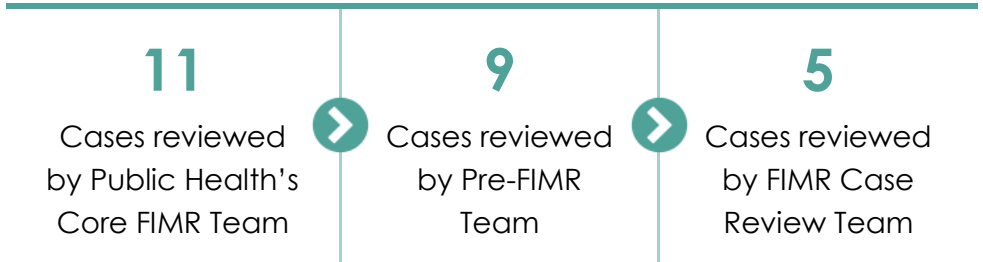 11
Cases reviewed
by Public Health’s
Core FIMR Team
9
Cases reviewed
by Pre-FIMR
Team
5
Cases reviewed
by FIMR Case
Review Team